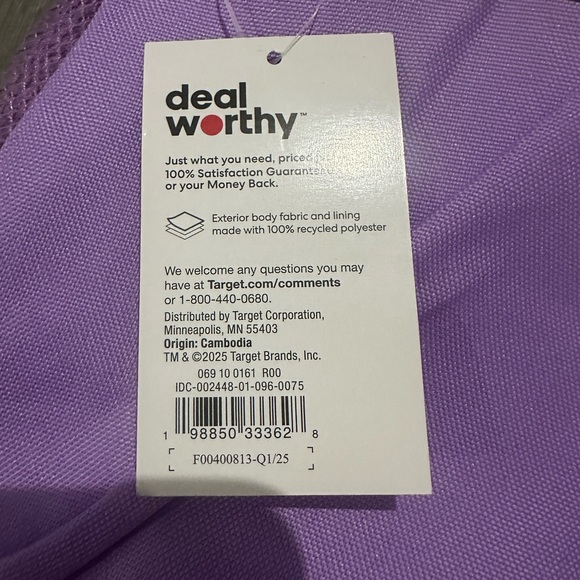 deal
worthy™
Just what you need, priced
100% Satisfaction Guarantee
or your Money Back.
Exterior body fabric and lining
made with 100% recycled polyester
We welcome any questions you may
have at Target.com/comments
or 1-800-440-0680.
Distributed by Target Corporation,
Minneapolis, MN 55403
Origin: Cambodia
TM & ©2025 Target Brands, Inc.
069 10 0161 R00
IDC-002448-01-096-0075
1 98850 33362 8
F00400813-Q1/25